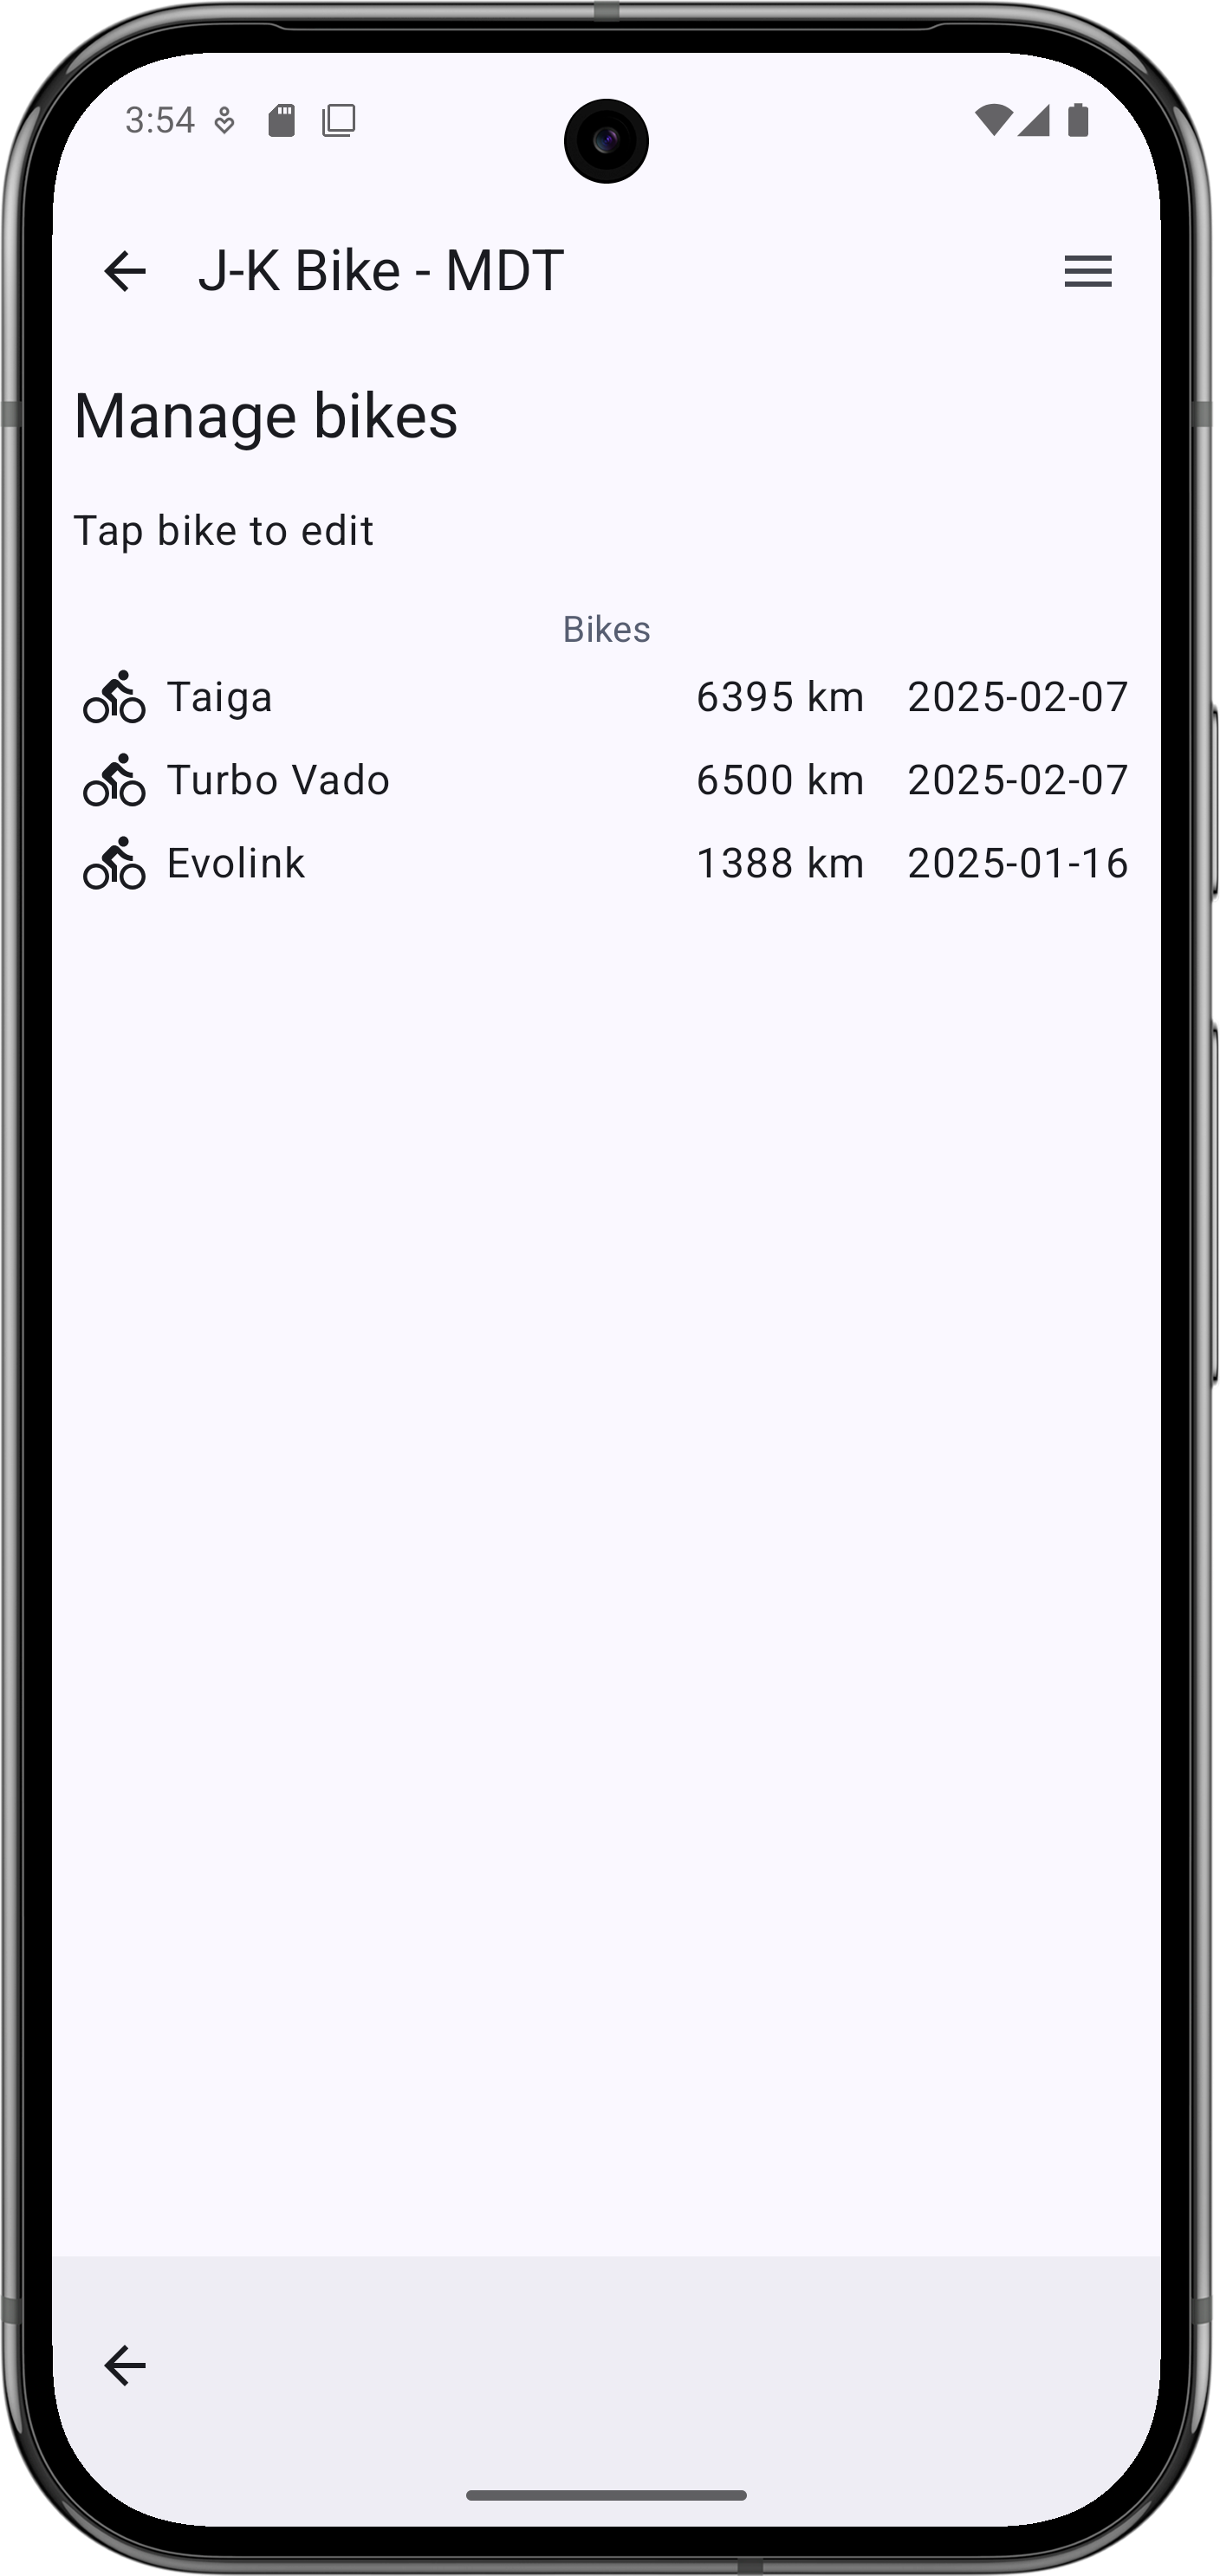 3:54
J-K Bike - MDT
Manage bikes
Tap bike to edit
Bikes
Taiga 6395 km 2025-02-07
Turbo Vado 6500 km 2025-02-07
Evolink 1388 km 2025-01-16